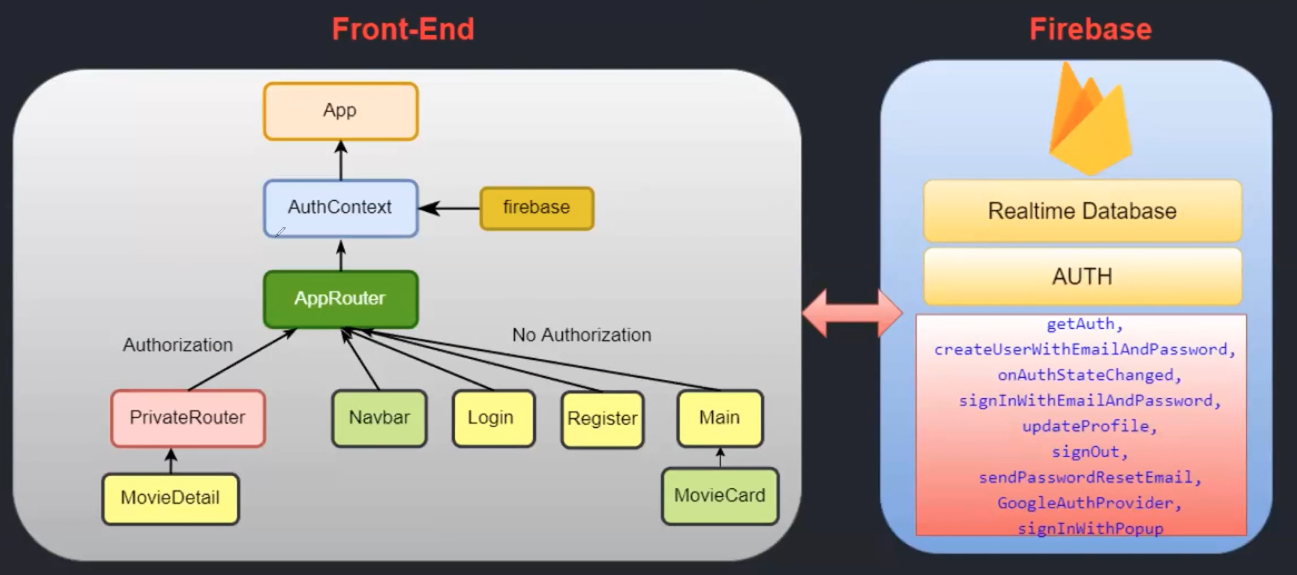 Front-End
Firebase
App
AuthContext
firebase
AppRouter
Authorization
No Authorization
PrivateRouter
Navbar
Login
Register
Main
MovieDetail
MovieCard
Realtime Database
AUTH
getAuth,
createUserWithEmailAndPassword,
onAuthStateChanged,
signInWithEmailAndPassword,
updateProfile,
signOut,
sendPasswordResetEmail,
GoogleAuthProvider,
signInWithPopup